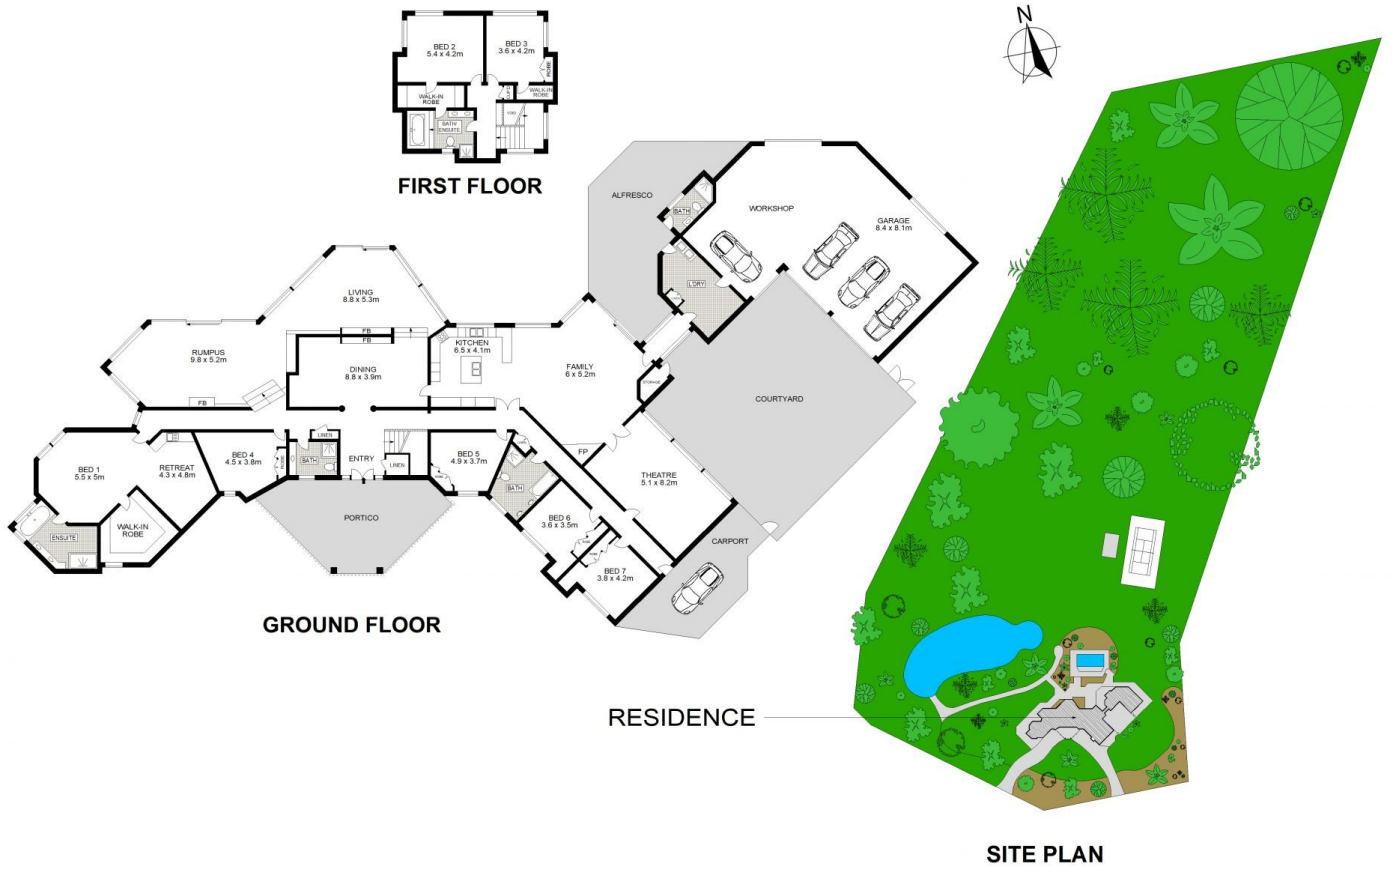 BED 2
5.4 x 4.2m
BED 3
3.6 x 4.2m
ROBE
WALK-IN
ROBE
WALK-IN
ROBE
BATH/
ENSUITE
VOID
FIRST FLOOR
N
ALFRESCO
BATH
WORKSHOP
GARAGE
8.4 x 8.1m
L'DRY
LIVING
8.8 x 5.3m
FB
FB
RUMPUS
9.8 x 5.2m
KITCHEN
6.5 x 4.1m
DINING
8.8 x 3.9m
FAMILY
6 x 5.2m
STORAGE
COURTYARD
FB
LINEN
BED 1
5.5 x 5m
RETREAT
4.3 x 4.8m
BED 4
4.5 x 3.8m
ROBE
BATH
ENTRY
LINEN
BED 5
4.9 x 3.7m
FP
THEATRE
5.1 x 8.2m
BATH
PORTICO
BED 6
3.6 x 3.5m
WALK-IN
ROBE
ENSUITE
CARPORT
BED 7
3.8 x 4.2m
GROUND FLOOR
RESIDENCE
SITE PLAN